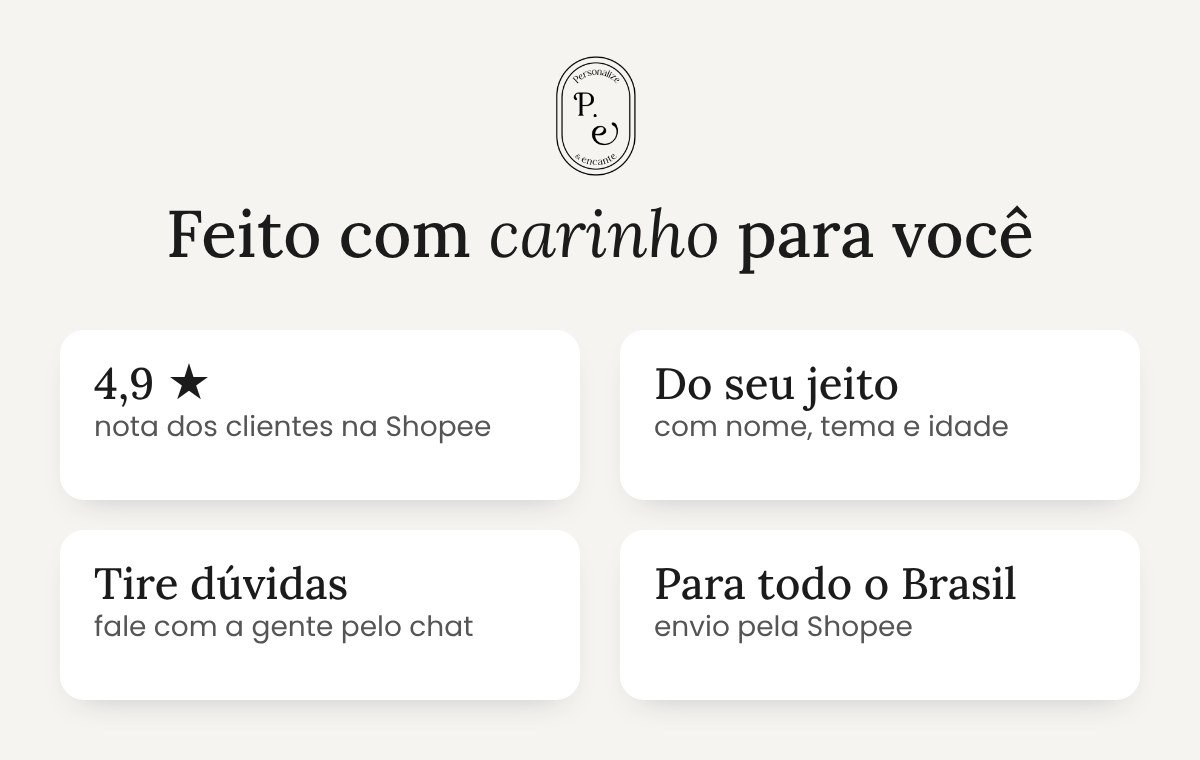 Personalize
P.
e
& encante
Feito com carinho para você
4,9 ★
nota dos clientes na Shopee
Do seu jeito
com nome, tema e idade
Tire dúvidas
fale com a gente pelo chat
Para todo o Brasil
envio pela Shopee